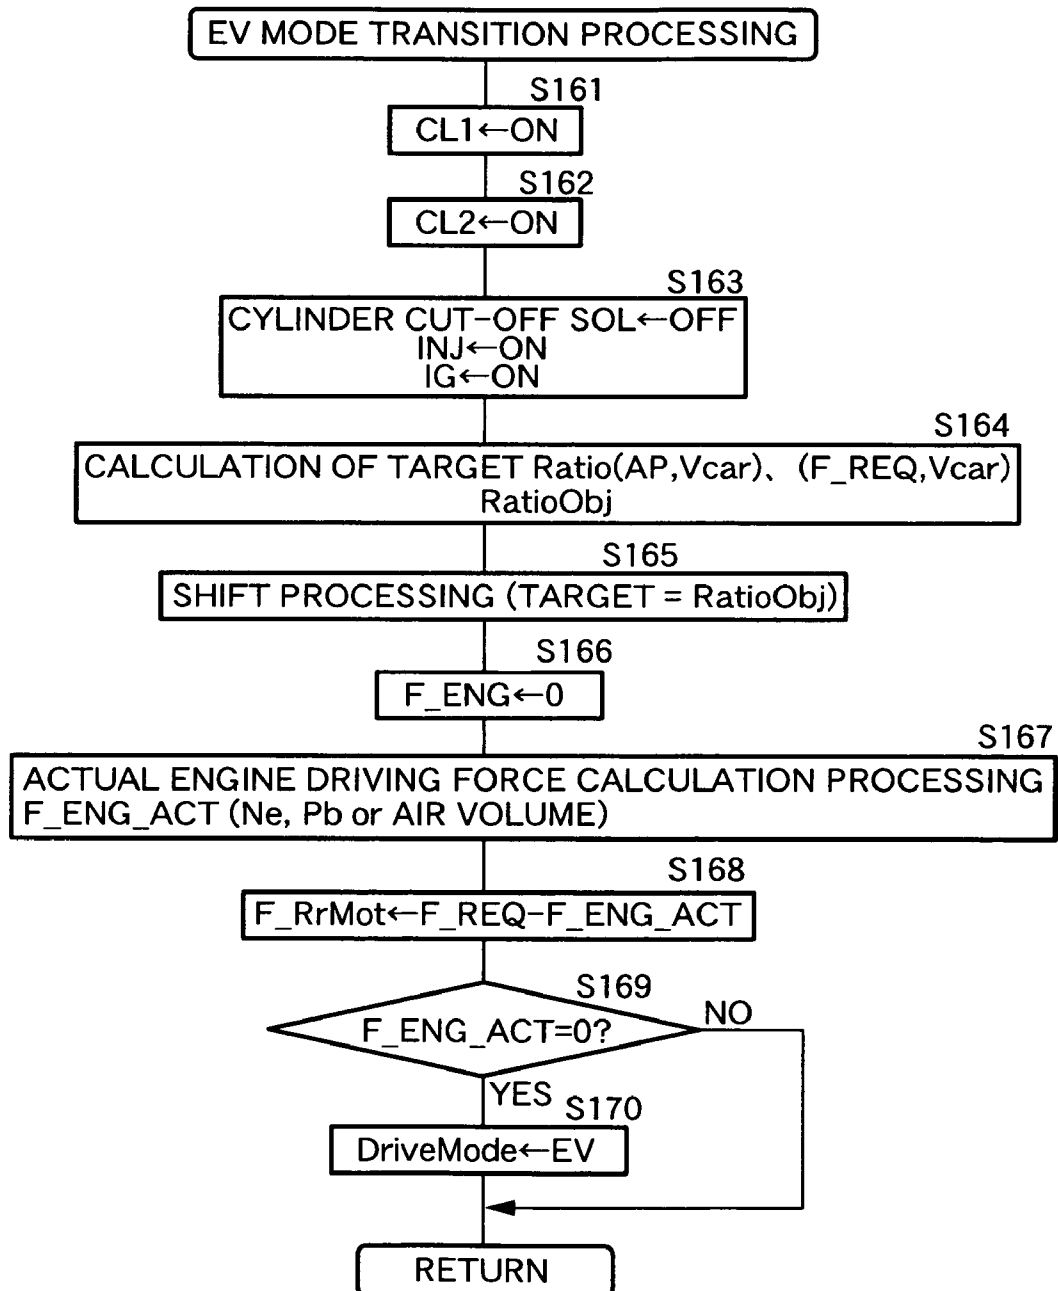 EV MODE TRANSITION PROCESSING
S161
CL1←ON
S162
CL2←ON
S163
CYLINDER CUT-OFF SOL←OFF
INJ←ON
IG←ON
S164
CALCULATION OF TARGET Ratio(AP,Vcar)、(F_REQ,Vcar)
RatioObj
S165
SHIFT PROCESSING (TARGET = RatioObj)
S166
F_ENG←0
S167
ACTUAL ENGINE DRIVING FORCE CALCULATION PROCESSING
F_ENG_ACT (Ne, Pb or AIR VOLUME)
S168
F_RrMot←F_REQ-F_ENG_ACT
S169
F_ENG_ACT=0?
NO
YES
S170
DriveMode←EV
RETURN